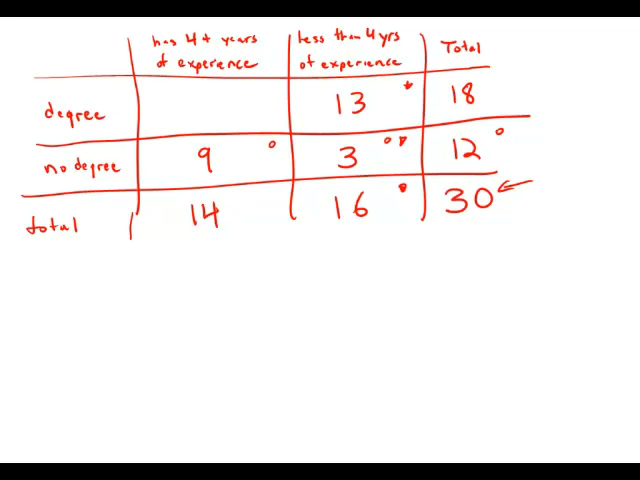 has 4+ years less than 4 yrs Total
of experience of experience
degree 13 18
no degree 9 3 12
total 14 16 30